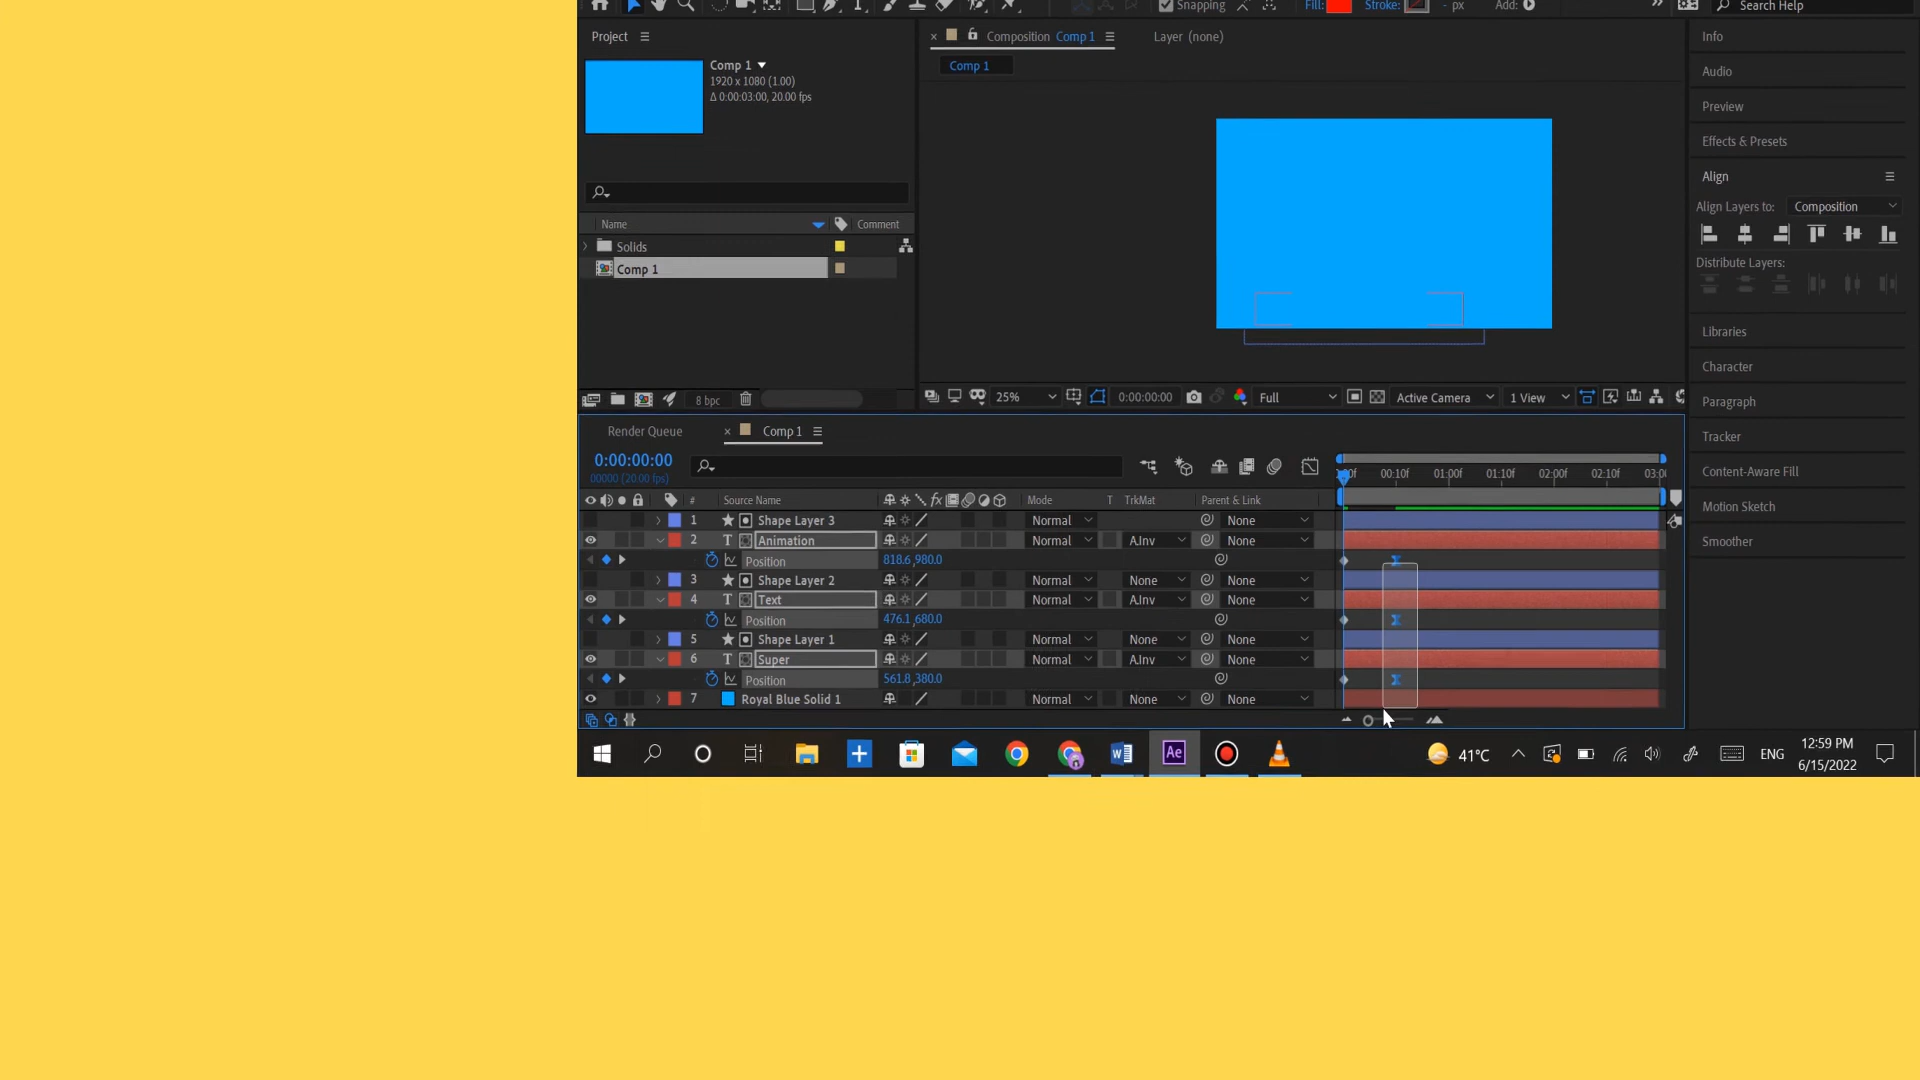 Snapping Fill: Stroke: - px Add: Search Help
Project
Composition Comp 1
Layer (none)
Info
Comp 1
1920 x 1080 (1.00)
Δ 0:00:03:00, 20.00 fps
Comp 1
Audio
Preview
Effects & Presets
Align
Align Layers to: Composition
Distribute Layers:
Name Comment
Solids
Comp 1
Libraries
Character
Paragraph
Tracker
Content-Aware Fill
Motion Sketch
Smoother
8 bpc
25% 0:00:00:00 Full Active Camera 1 View
Render Queue
Comp 1
0:00:00:00
00000 (20.00 fps)
00f 00:10f 01:00f 01:10f 02:00f 02:10f 03:0
# Source Name Mode T TrkMat Parent & Link
1 Shape Layer 3 Normal None
2 Animation Normal A.Inv None
Position 818.6,980.0
3 Shape Layer 2 Normal None None
4 Text Normal A.Inv None
Position 476.1,680.0
5 Shape Layer 1 Normal None None
6 Super Normal A.Inv None
Position 561.8,380.0
7 Royal Blue Solid 1 Normal None None
Ae W 41°C ENG 12:59 PM
6/15/2022